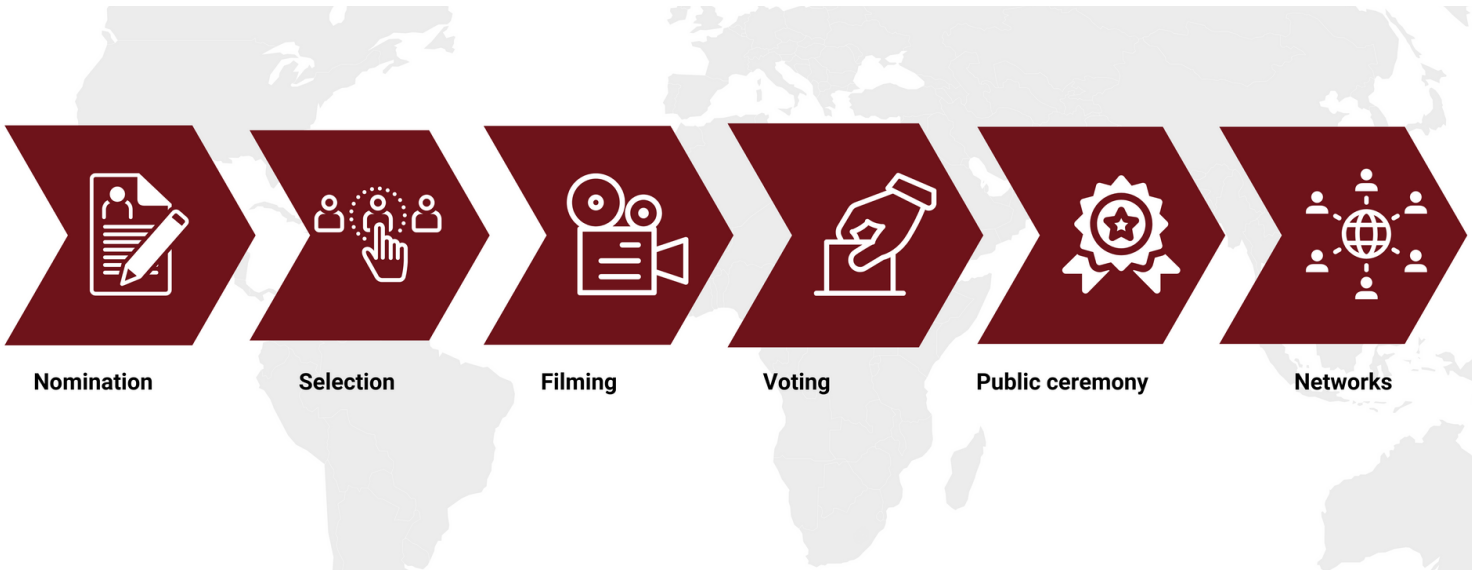 Nomination
Selection
Filming
Voting
Public ceremony
Networks